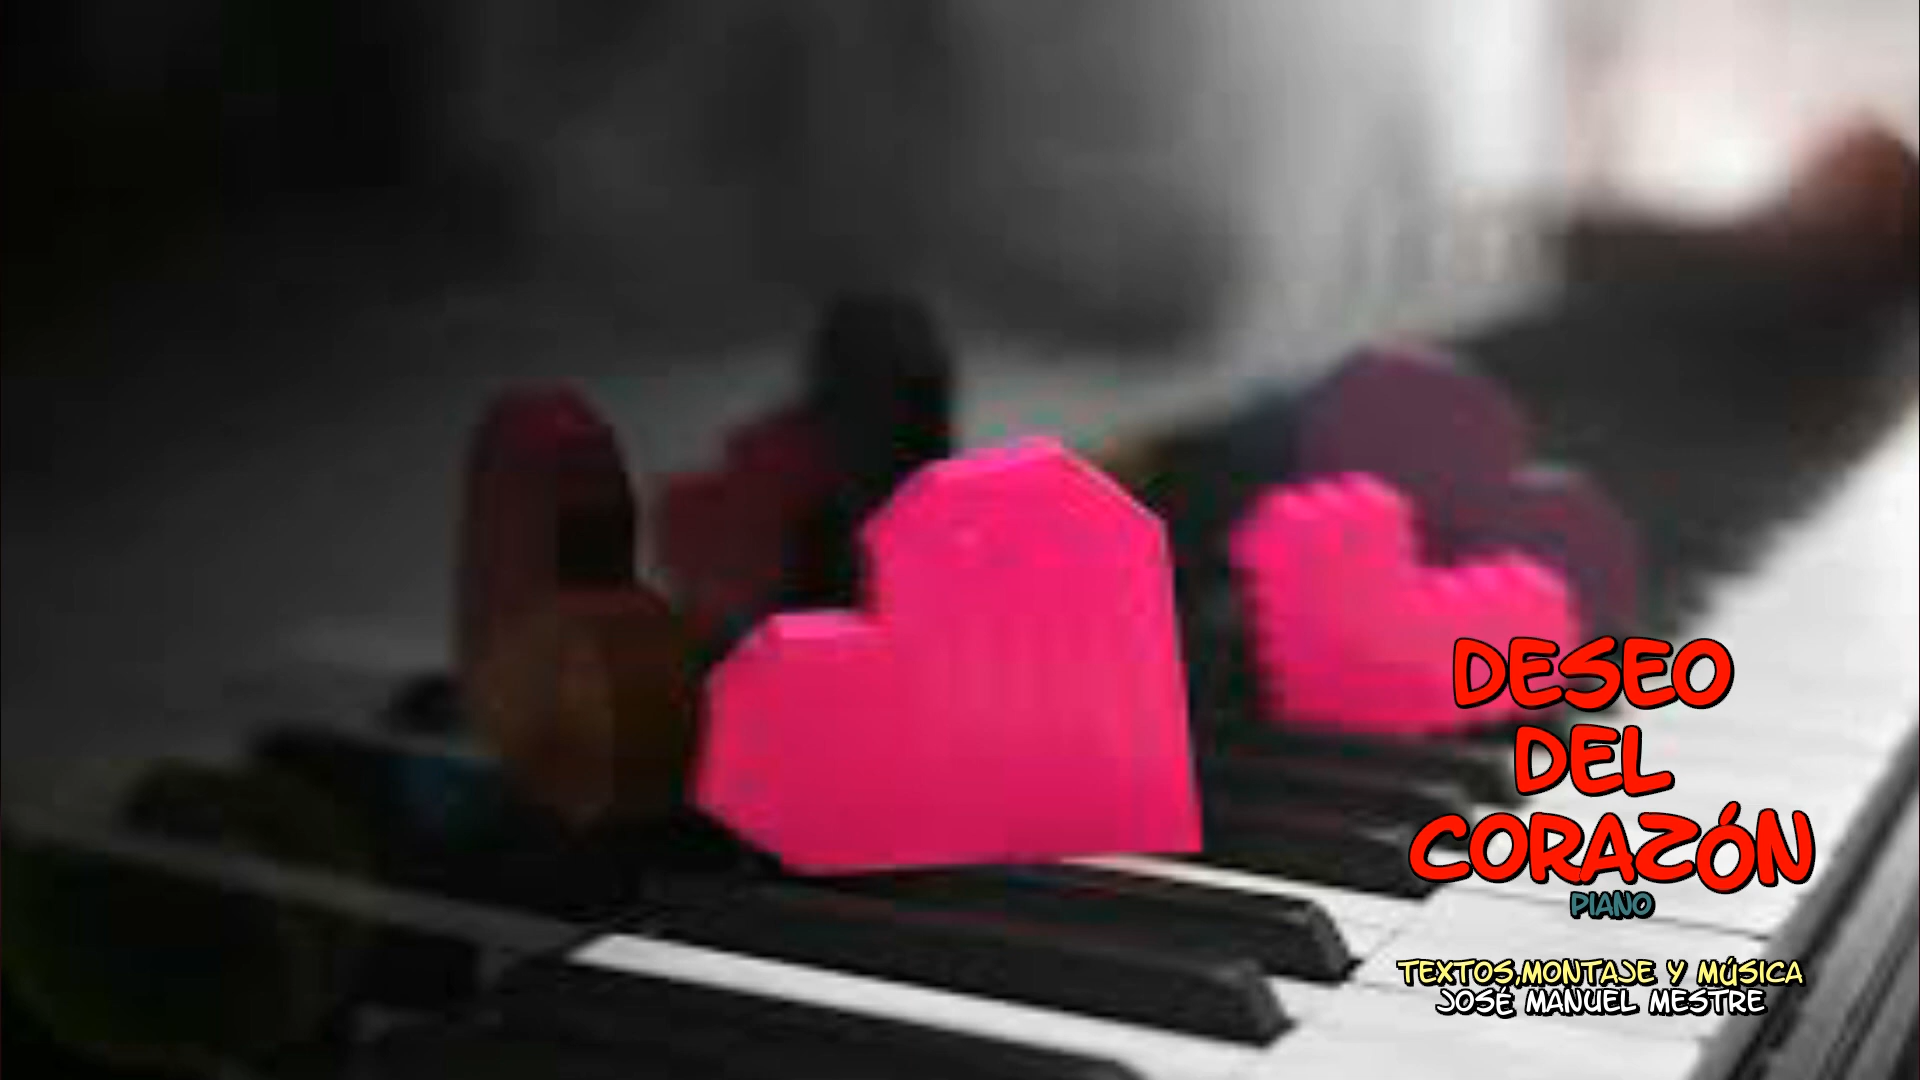 DESEO
DEL
CORAZÓN
PIANO
TEXTOS,MONTAJE Y MÚSICA
JOSÉ MANUEL MESTRE